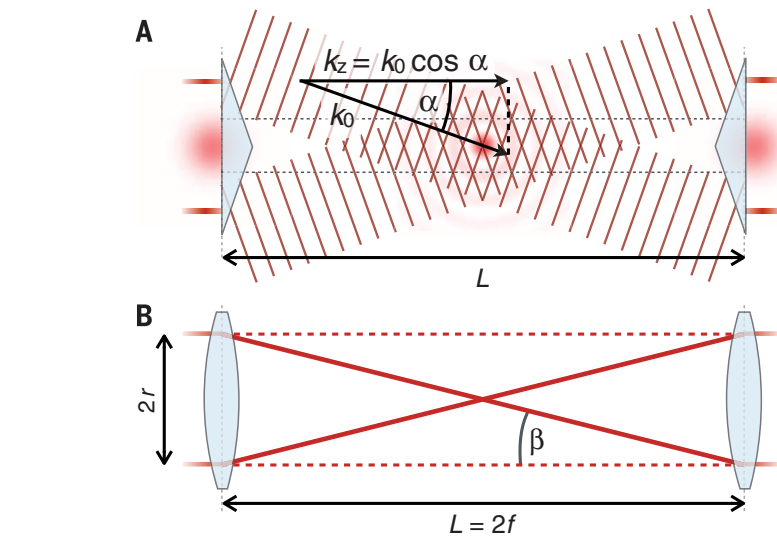 A
k_z = k_0 cos α
α
k_0
L
B
2r
β
L = 2f